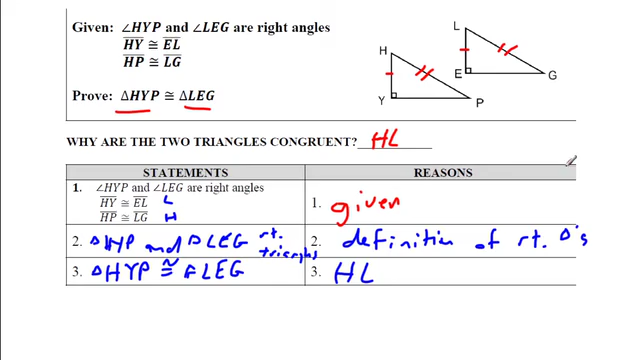 Given: ∠HYP and ∠LEG are right angles
HY ≅ EL
HP ≅ LG
Prove: ΔHYP ≅ ΔLEG
H
Y
P
L
E
G
WHY ARE THE TWO TRIANGLES CONGRUENT? HL
STATEMENTS
REASONS
1. ∠HYP and ∠LEG are right angles
HY ≅ EL L
HP ≅ LG H
1. given
2. ΔHYP and ΔLEG rt. triangles
2. definition of rt. Δ's
3. ΔHYP ≅ ΔLEG
3. HL